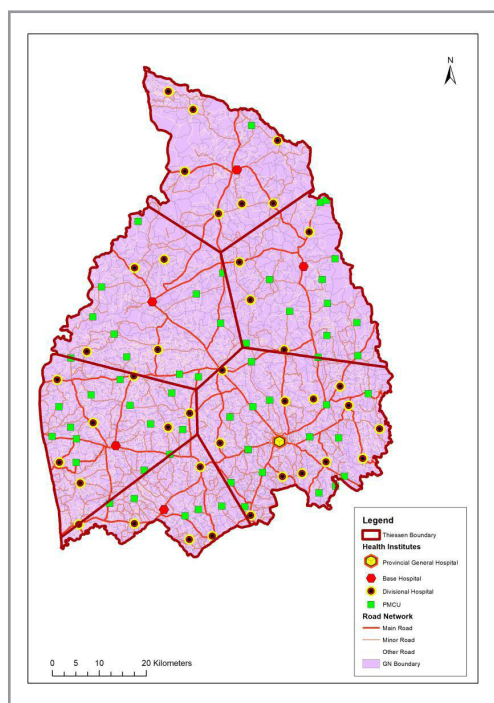 N
Legend
Thiessen Boundary
Health Institutes
Provincial General Hospital
Base Hospital
Divisional Hospital
PMCU
Road Network
Main Road
Minor Road
Other Road
GN Boundary
0 5 10 20 Kilometers